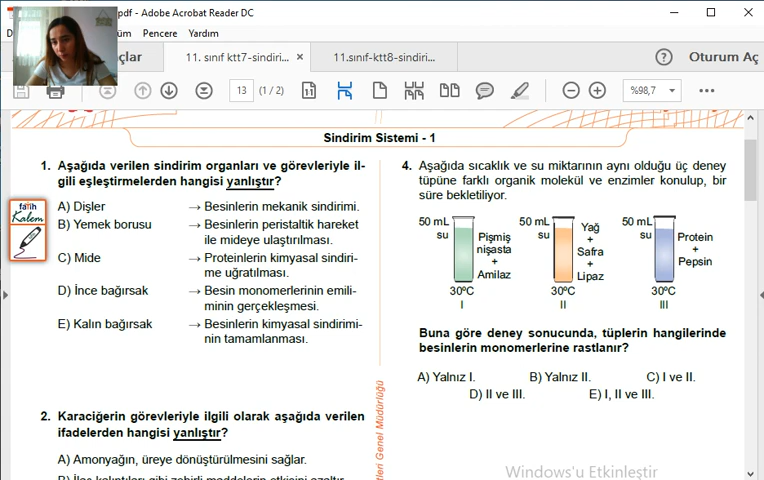 pdf - Adobe Acrobat Reader DC
Pencere Yardım
11. sınıf ktt7-sindiri... ×
11.sınıf-ktt8-sindiri...
? Oturum Aç
13 (1 / 2)
%98,7
Sindirim Sistemi - 1
1. Aşağıda verilen sindirim organları ve görevleriyle il-
gili eşleştirmelerden hangisi yanlıştır?
A) Dişler → Besinlerin mekanik sindirimi.
B) Yemek borusu → Besinlerin peristaltik hareket
ile mideye ulaştırılması.
C) Mide → Proteinlerin kimyasal sindiri-
me uğratılması.
D) İnce bağırsak → Besin monomerlerinin emili-
minin gerçekleşmesi.
E) Kalın bağırsak → Besinlerin kimyasal sindirimi-
nin tamamlanması.
fatih
Kalem
2. Karaciğerin görevleriyle ilgili olarak aşağıda verilen
ifadelerden hangisi yanlıştır?
A) Amonyağın, üreye dönüştürülmesini sağlar.
4. Aşağıda sıcaklık ve su miktarının aynı olduğu üç deney
tüpüne farklı organik molekül ve enzimler konulup, bir
süre bekletiliyor.
50 mL
su
Pişmiş
nişasta
+
Amilaz
30ºC
I
50 mL
su
Yağ
+
Safra
+
Lipaz
30ºC
II
50 mL
su
Protein
+
Pepsin
30ºC
III
Buna göre deney sonucunda, tüplerin hangilerinde
besinlerin monomerlerine rastlanır?
A) Yalnız I. B) Yalnız II. C) I ve II.
D) II ve III. E) I, II ve III.
Genel Müdürlüğü
Windows'u Etkinleştir